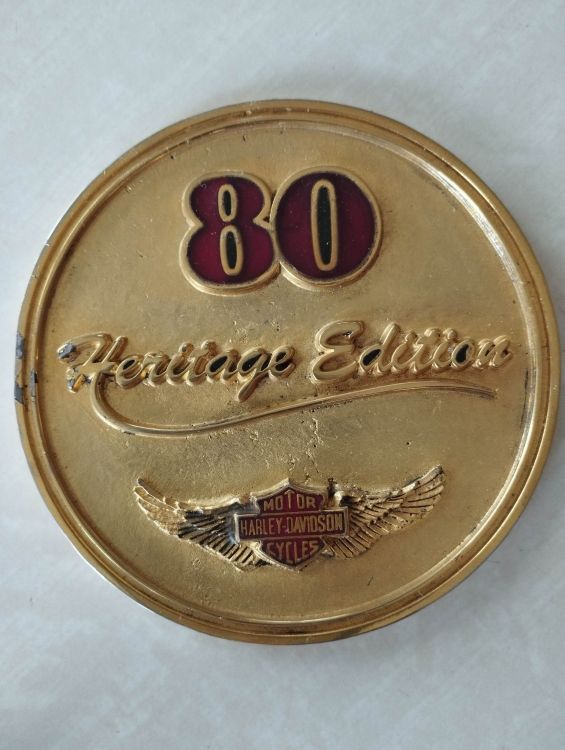 80
Heritage Edition
MOTOR
HARLEY-DAVIDSON
CYCLES